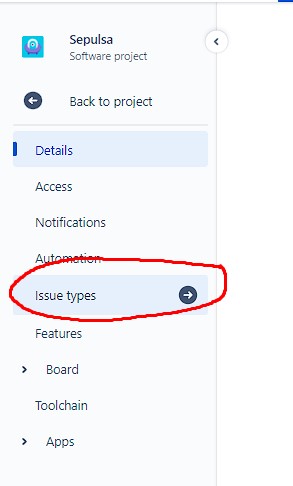 Sepulsa
Software project
Back to project
Details
Access
Notifications
Automation
Issue types
Features
Board
Toolchain
Apps